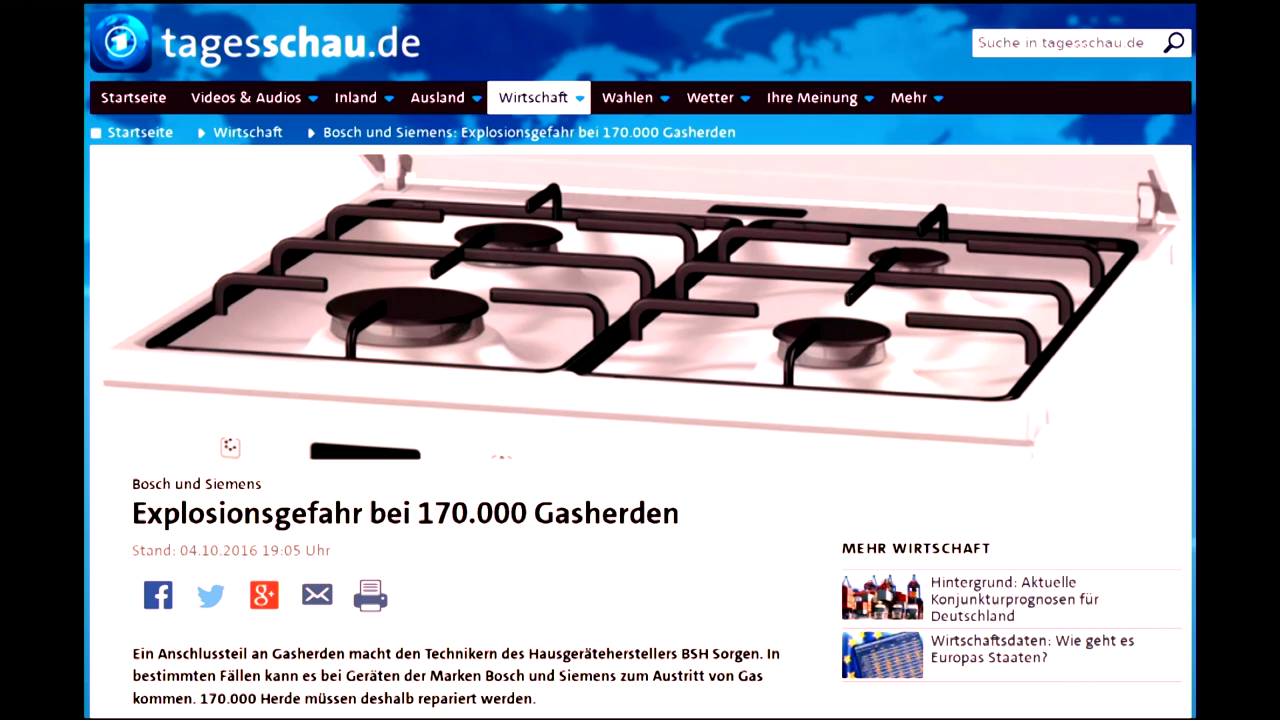 tagesschau.de
Suche in tagesschau.de
Startseite Videos & Audios Inland Ausland Wirtschaft Wahlen Wetter Ihre Meinung Mehr
Startseite Wirtschaft Bosch und Siemens: Explosionsgefahr bei 170.000 Gasherden
Bosch und Siemens
Explosionsgefahr bei 170.000 Gasherden
Stand: 04.10.2016 19:05 Uhr
Ein Anschlussteil an Gasherden macht den Technikern des Hausgeräteherstellers BSH Sorgen. In
bestimmten Fällen kann es bei Geräten der Marken Bosch und Siemens zum Austritt von Gas
kommen. 170.000 Herde müssen deshalb repariert werden.
MEHR WIRTSCHAFT
Hintergrund: Aktuelle
Konjunkturprognosen für
Deutschland
Wirtschaftsdaten: Wie geht es
Europas Staaten?